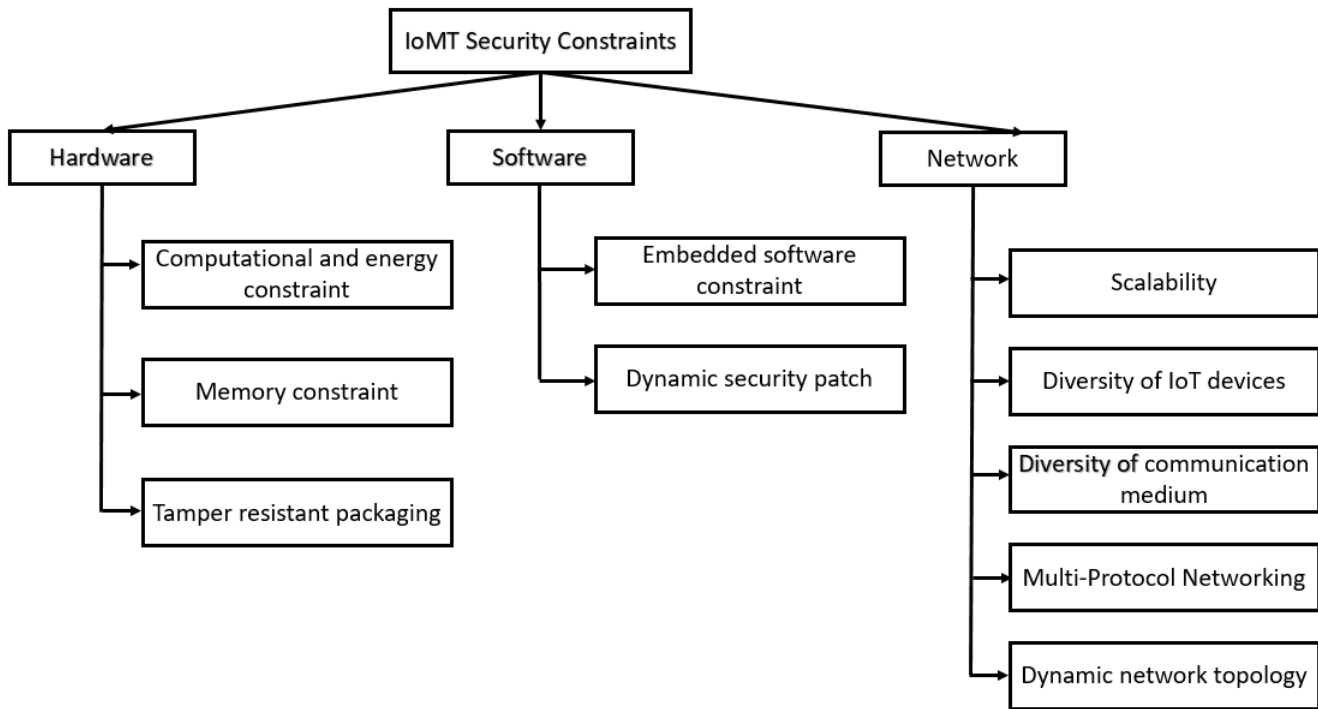 IoMT Security Constraints
Hardware
Software
Network
Computational and energy
constraint
Memory constraint
Tamper resistant packaging
Embedded software
constraint
Dynamic security patch
Scalability
Diversity of IoT devices
Diversity of communication
medium
Multi-Protocol Networking
Dynamic network topology